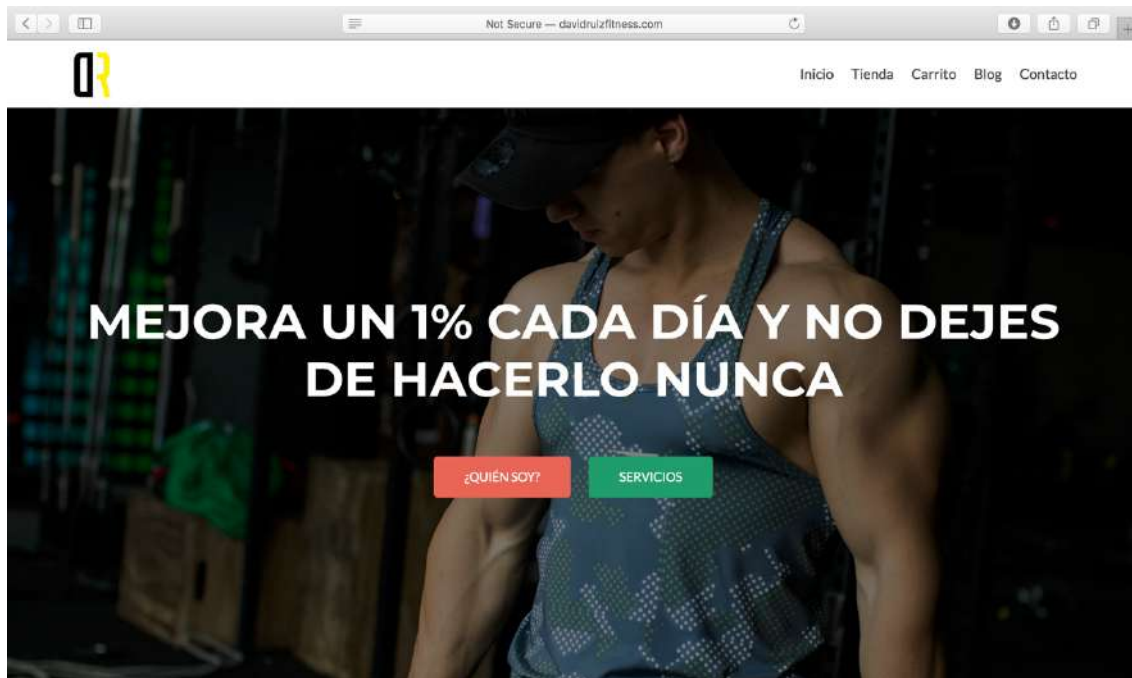 Not Secure — davidruizfitness.com
DR
Inicio Tienda Carrito Blog Contacto
MEJORA UN 1% CADA DÍA Y NO DEJES
DE HACERLO NUNCA
¿QUIÉN SOY? SERVICIOS